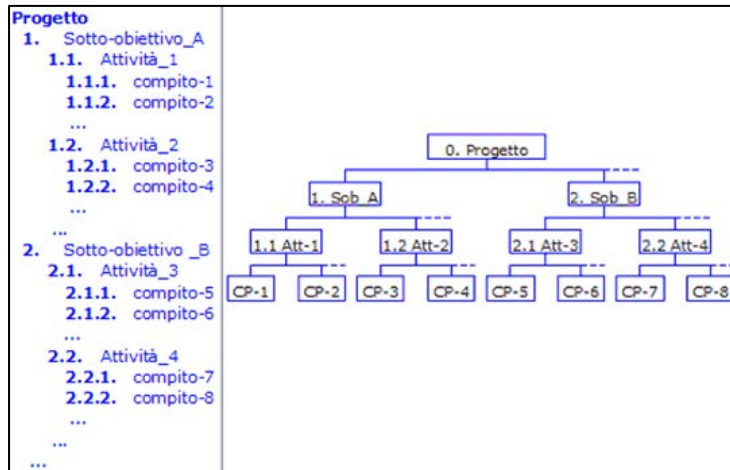 Progetto
1. Sotto-obiettivo_A
1.1. Attività_1
1.1.1. compito-1
1.1.2. compito-2
...
1.2. Attività_2
1.2.1. compito-3
1.2.2. compito-4
...
...
2. Sotto-obiettivo _B
2.1. Attività_3
2.1.1. compito-5
2.1.2. compito-6
...
2.2. Attività_4
2.2.1. compito-7
2.2.2. compito-8
...
...
...
0. Progetto
1. Sob_A 2. Sob_B
1.1 Att-1 1.2 Att-2 2.1 Att-3 2.2 Att-4
CP-1 CP-2 CP-3 CP-4 CP-5 CP-6 CP-7 CP-8